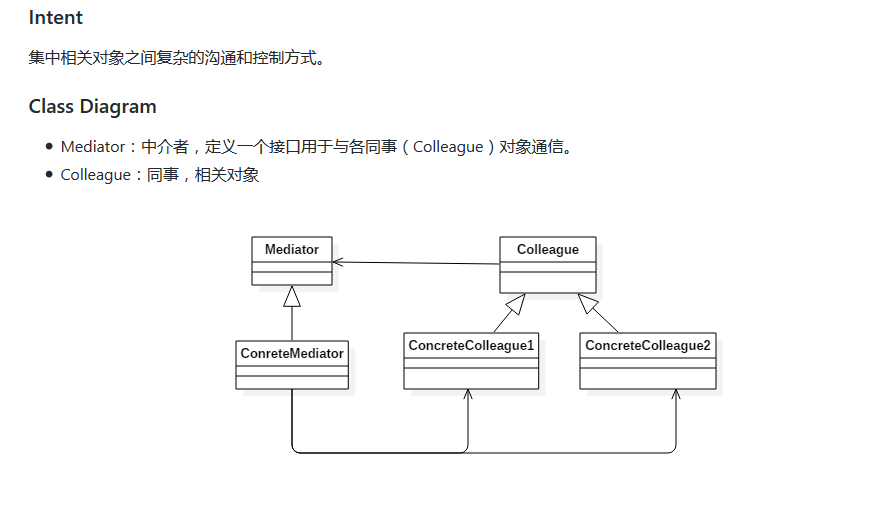 Intent
集中相关对象之间复杂的沟通和控制方式。
Class Diagram
Mediator：中介者，定义一个接口用于与各同事（Colleague）对象通信。
Colleague：同事，相关对象
Mediator
Colleague
ConreteMediator
ConcreteColleague1
ConcreteColleague2